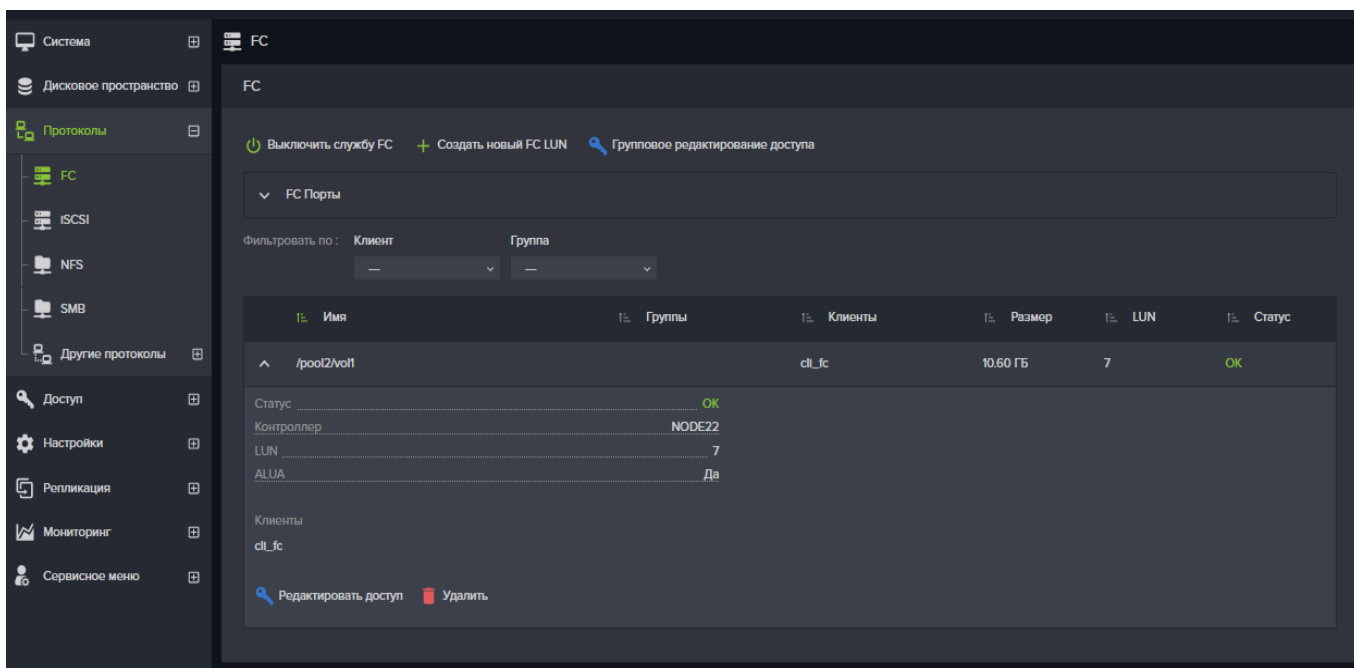 Система
Дисковое пространство
Протоколы
FC
iSCSI
NFS
SMB
Другие протоколы
Доступ
Настройки
Репликация
Мониторинг
Сервисное меню
FC
FC
Выключить службу FC Создать новый FC LUN Групповое редактирование доступа
FC Порты
Фильтровать по : Клиент Группа
— —
Имя Группы Клиенты Размер LUN Статус
/pool2/vol1 clt_fc 10.60 ГБ 7 OK
Статус OK
Контроллер NODE22
LUN 7
ALUA Да
Клиенты
clt_fc
Редактировать доступ Удалить